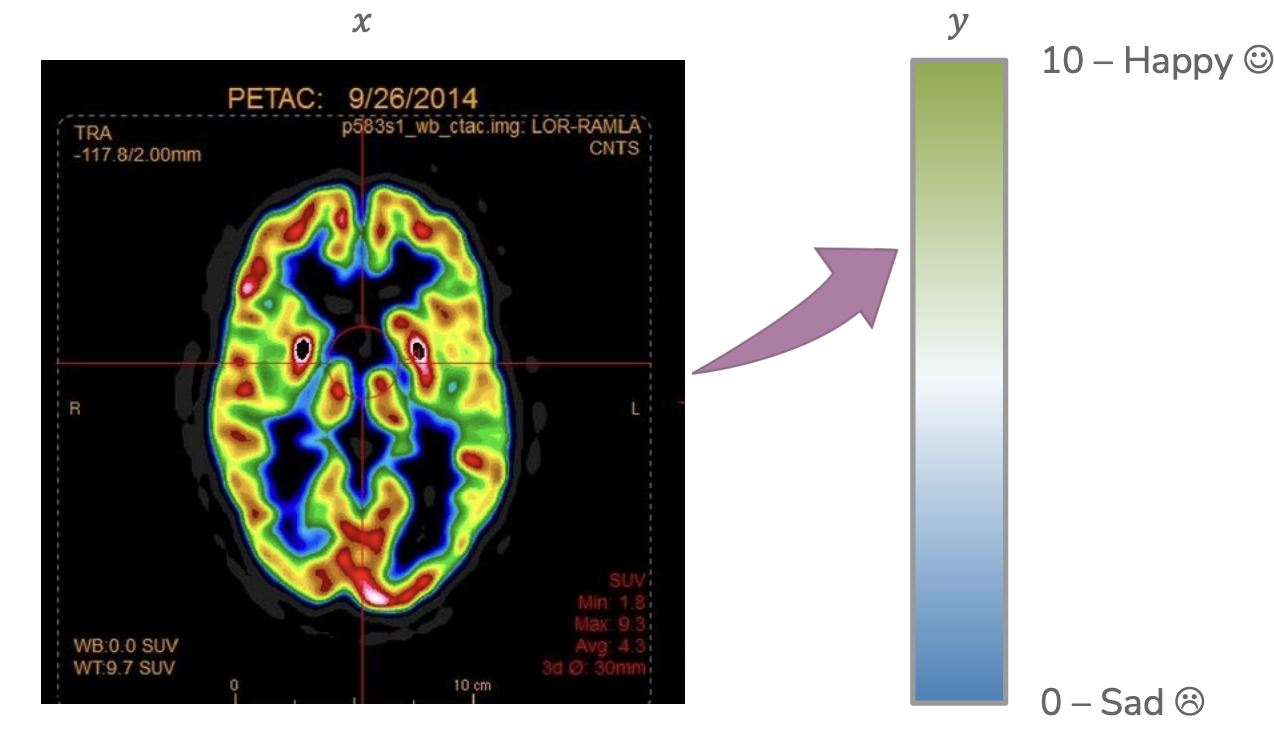 x
y
10 – Happy ☺
PETAC: 9/26/2014
TRA
-117.8/2.00mm
p583s1_wb_ctac.img: LOR-RAMLA
CNTS
R
L
SUV
Min: 1.8
Max: 9.3
Avg: 4.3
3d Ø: 30mm
WB:0.0 SUV
WT:9.7 SUV
0
10 cm
0 – Sad ☹